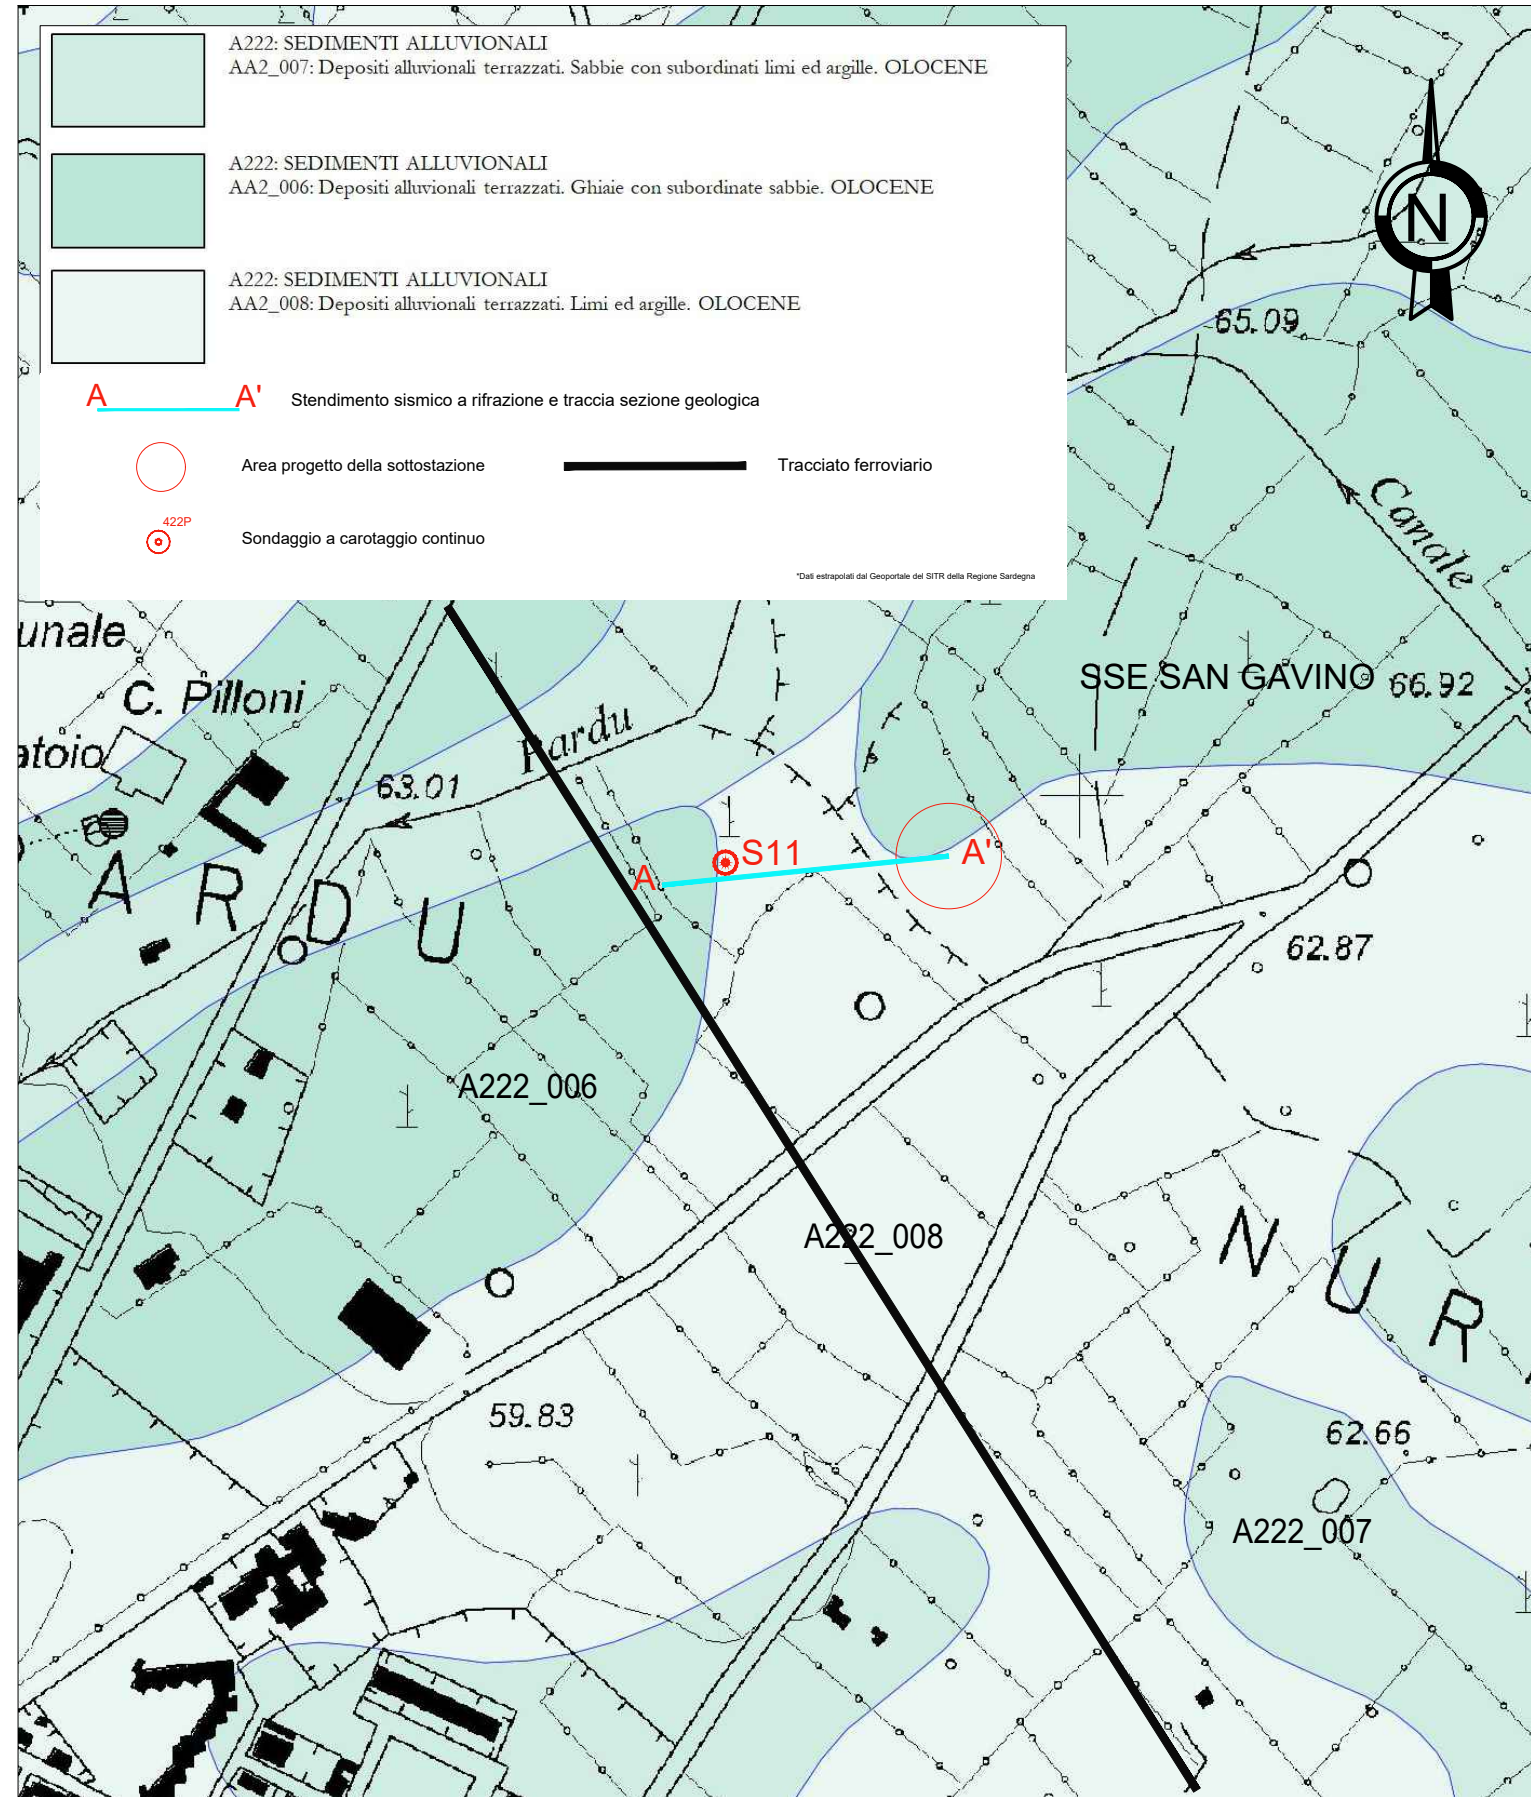 A222: SEDIMENTI ALLUVIONALI
AA2_007: Depositi alluvionali terrazzati. Sabbie con subordinati limi ed argille. OLOCENE
A222: SEDIMENTI ALLUVIONALI
AA2_006: Depositi alluvionali terrazzati. Ghiaie con subordinate sabbie. OLOCENE
A222: SEDIMENTI ALLUVIONALI
AA2_008: Depositi alluvionali terrazzati. Limi ed argille. OLOCENE
A A' Stendimento sismico a rifrazione e traccia sezione geologica
Area progetto della sottostazione
Tracciato ferroviario
422P
Sondaggio a carotaggio continuo
*Dati estrapolati dal Geoportale del SITR della Regione Sardegna
N
65.09
Canale
unale
SSE SAN GAVINO
66.92
C. Pilloni
Pardu
atoio
63.01
S11
A
A'
ARDU
62.87
A222_006
A222_008
NUR
59.83
62.66
A222_007